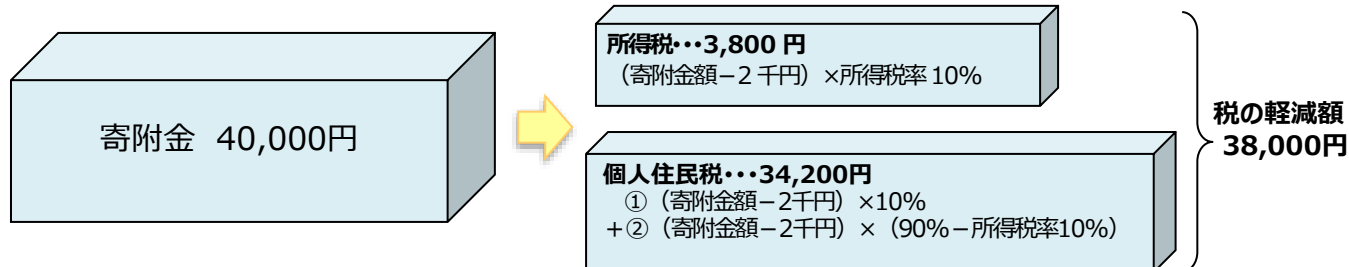 寄附金 40,000円
所得税･･･3,800 円
（寄附金額－2 千円）×所得税率 10%
個人住民税･･･34,200円
①（寄附金額－2千円）×10%
＋②（寄附金額－2千円）×（90%－所得税率10%）
税の軽減額
38,000円